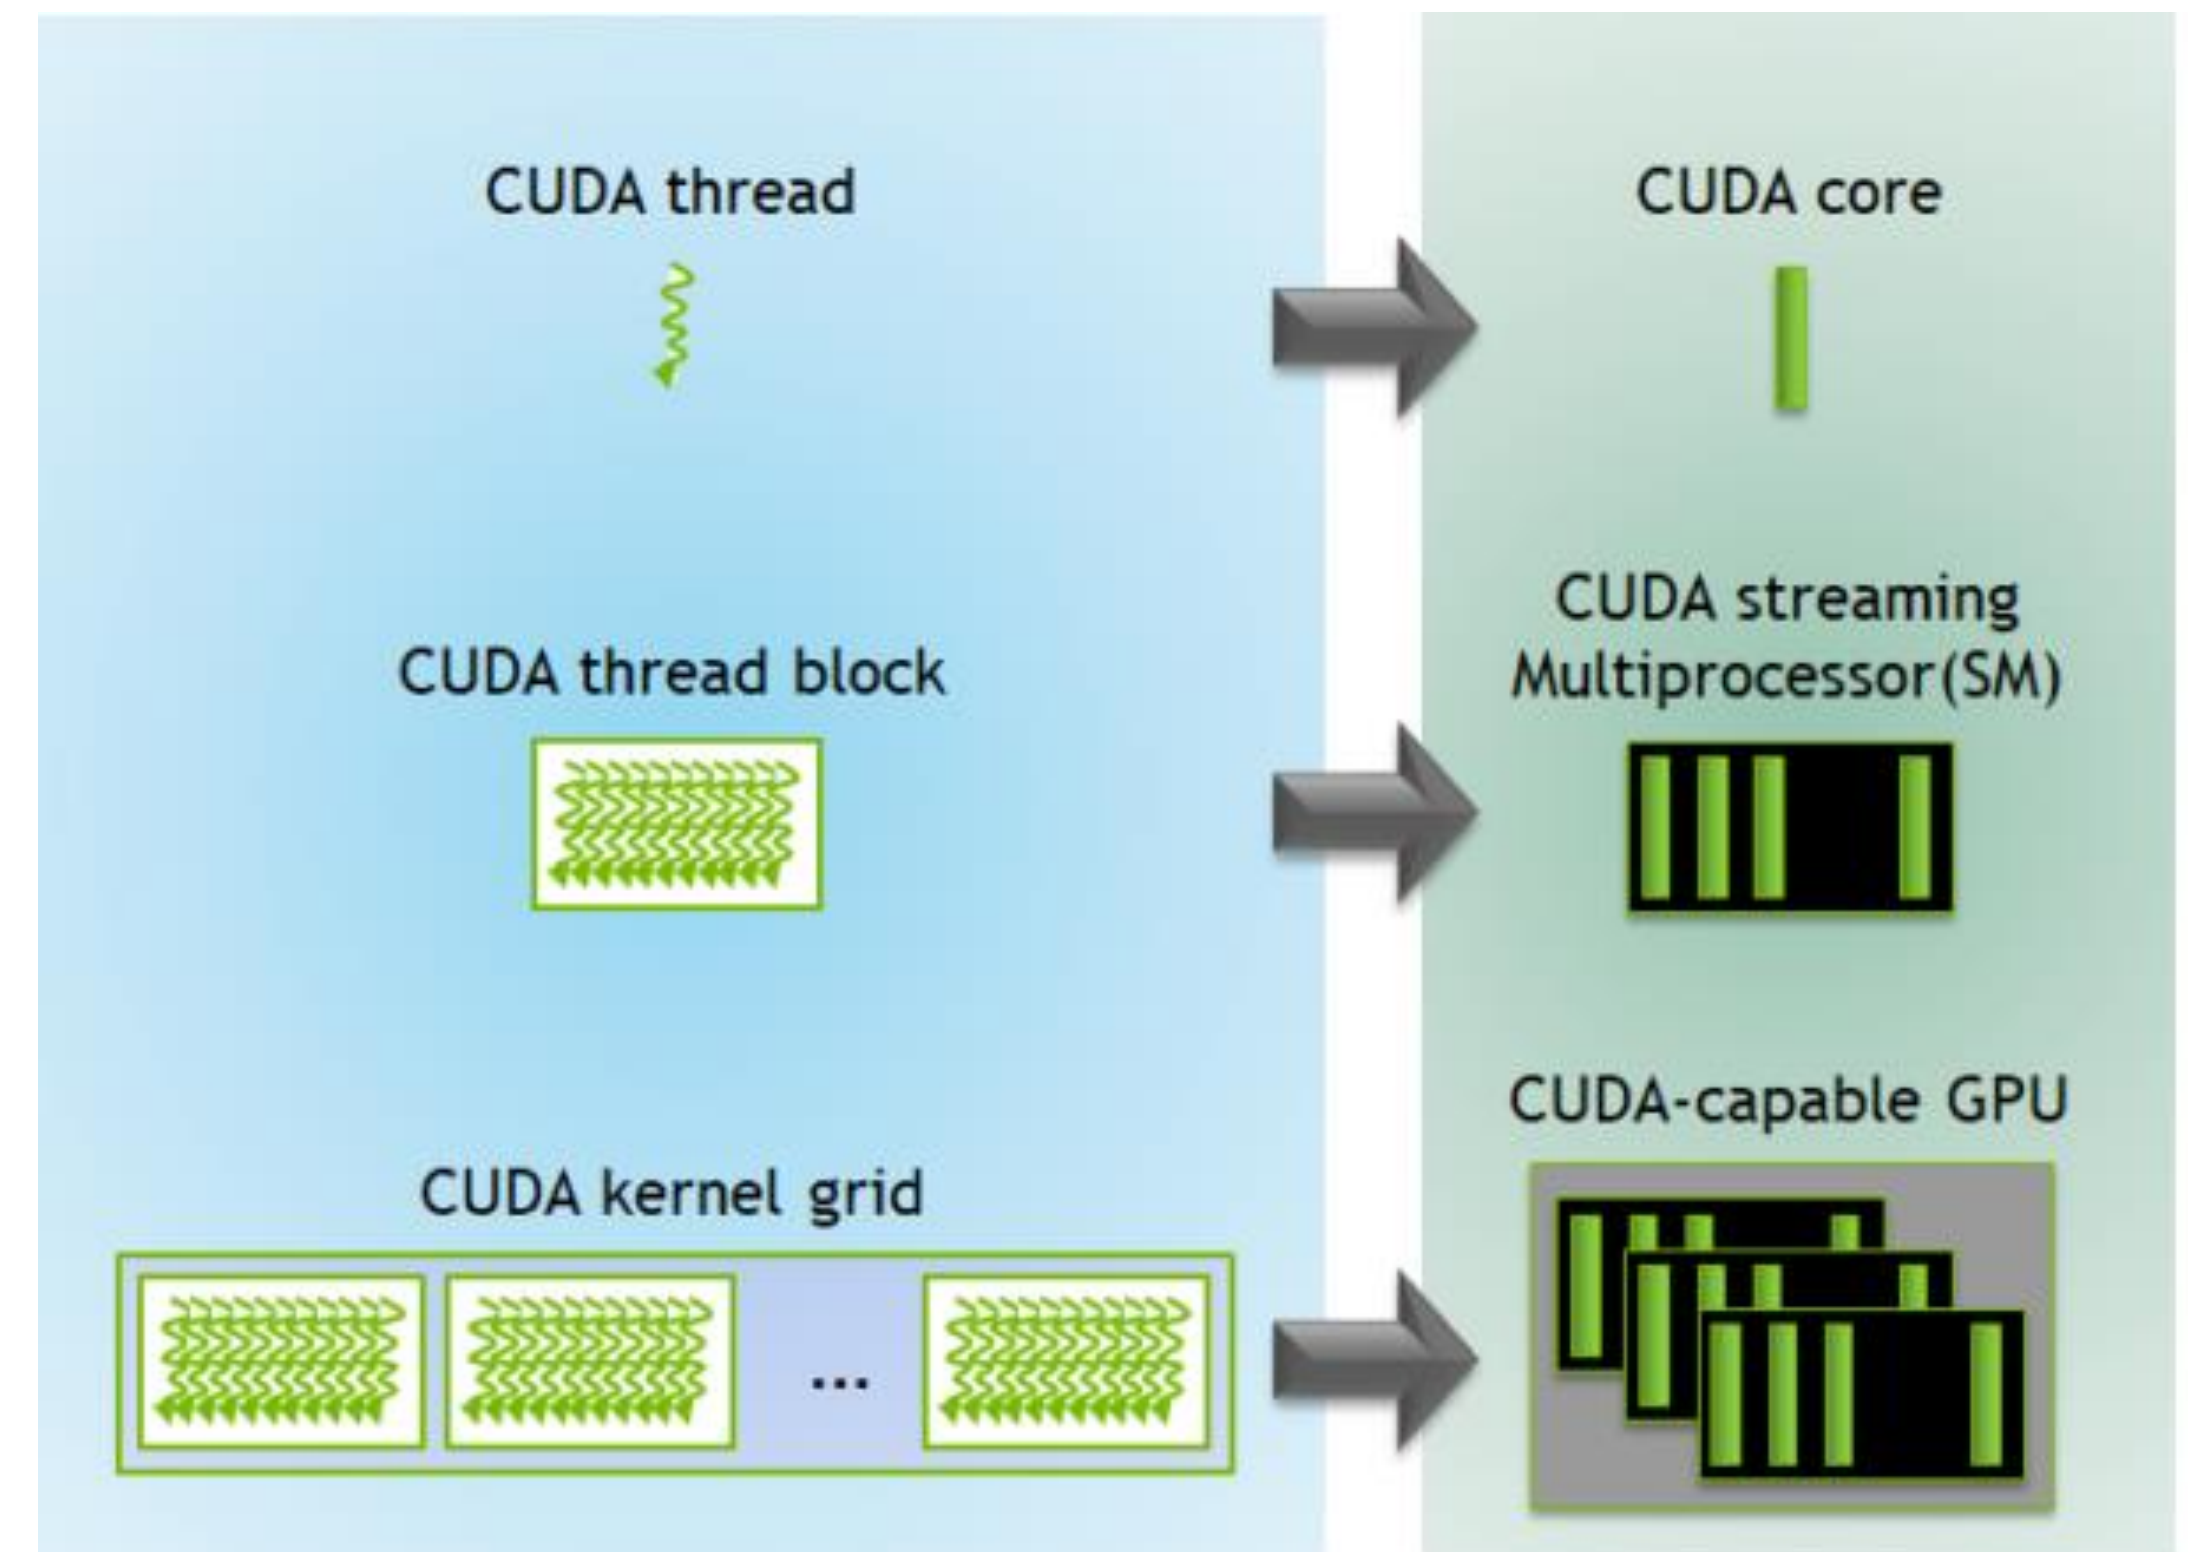 CUDA thread
CUDA core
CUDA thread block
CUDA streaming
Multiprocessor(SM)
CUDA kernel grid
...
CUDA-capable GPU